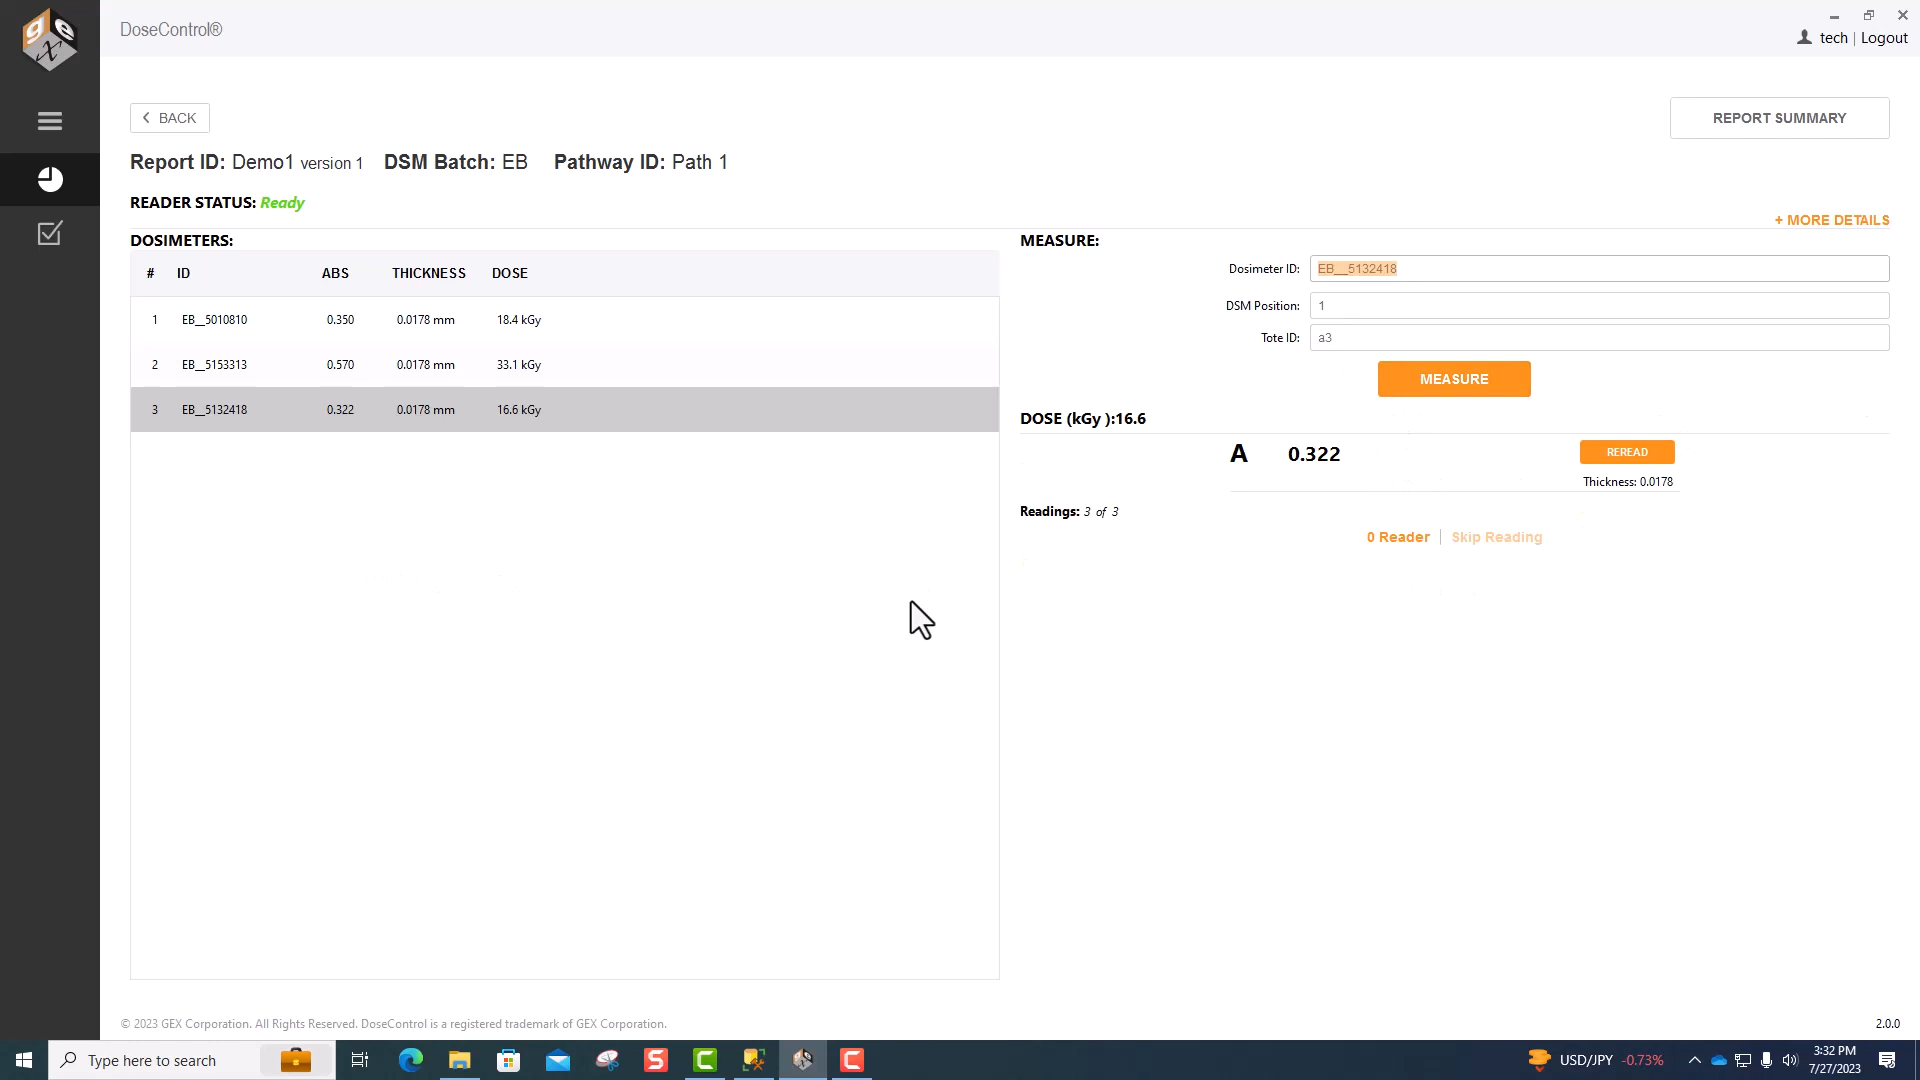 gex
DoseControl®
tech | Logout
BACK
REPORT SUMMARY
Report ID: Demo1 version 1 DSM Batch: EB Pathway ID: Path 1
READER STATUS: Ready
+ MORE DETAILS
DOSIMETERS:
# ID ABS THICKNESS DOSE
1 EB__5010810 0.350 0.0178 mm 18.4 kGy
2 EB__5153313 0.570 0.0178 mm 33.1 kGy
3 EB__5132418 0.322 0.0178 mm 16.6 kGy
MEASURE:
Dosimeter ID: EB__5132418
DSM Position: 1
Tote ID: a3
MEASURE
DOSE (kGy ):16.6
A 0.322 REREAD
Thickness: 0.0178
Readings: 3 of 3
0 Reader | Skip Reading
© 2023 GEX Corporation. All Rights Reserved. DoseControl is a registered trademark of GEX Corporation.
2.0.0
Type here to search
USD/JPY -0.73%
3:32 PM
7/27/2023